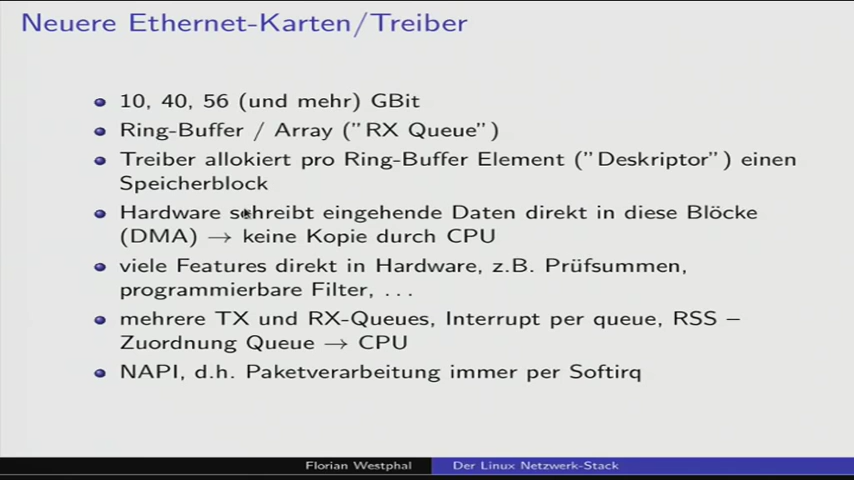 Neuere Ethernet-Karten/Treiber
10, 40, 56 (und mehr) GBit
Ring-Buffer / Array ("RX Queue")
Treiber allokiert pro Ring-Buffer Element ("Deskriptor") einen
Speicherblock
Hardware schreibt eingehende Daten direkt in diese Blöcke
(DMA) → keine Kopie durch CPU
viele Features direkt in Hardware, z.B. Prüfsummen,
programmierbare Filter, ...
mehrere TX und RX-Queues, Interrupt per queue, RSS –
Zuordnung Queue → CPU
NAPI, d.h. Paketverarbeitung immer per Softirq
Florian Westphal Der Linux Netzwerk-Stack